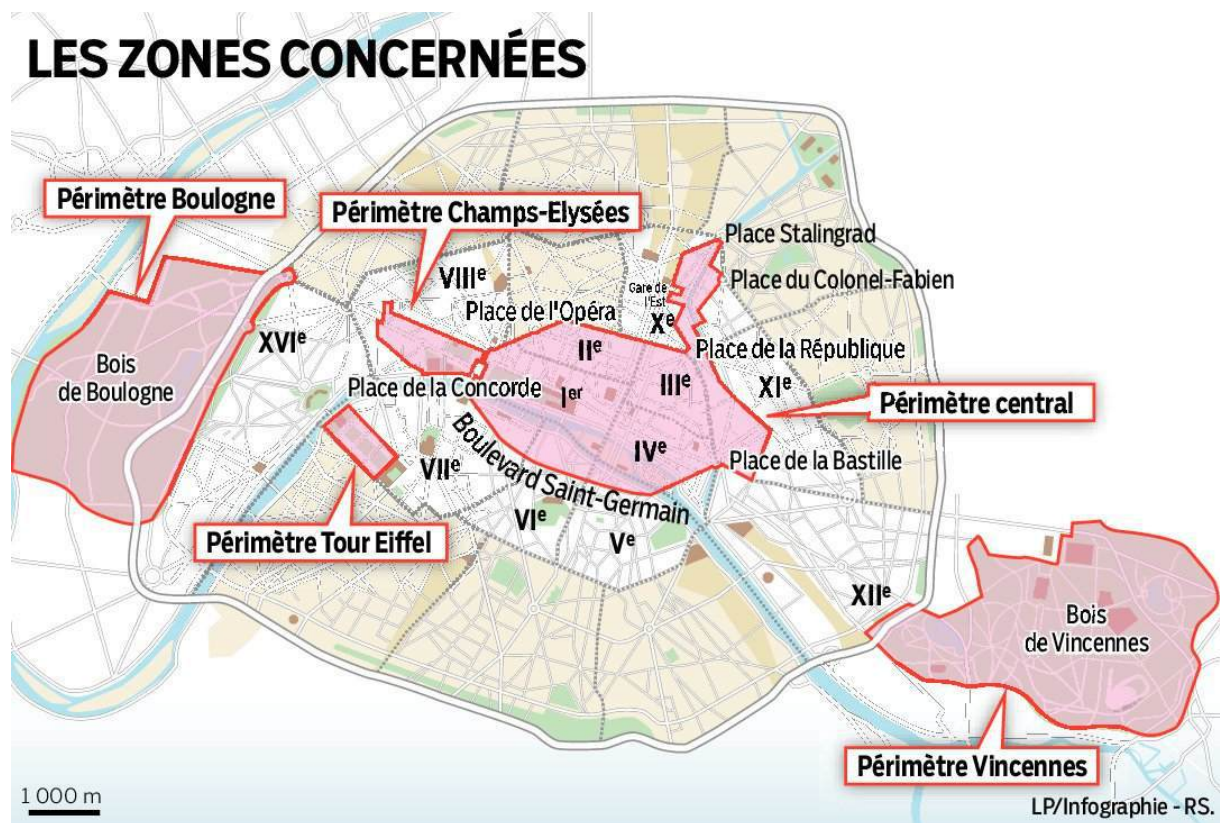 LES ZONES CONCERNÉES
Périmètre Boulogne
Périmètre Champs-Elysées
Place Stalingrad
Place du Colonel-Fabien
Gare de
l'Est
VIIIe
Place de l'Opéra
Xe
XVIe
IIe
Place de la République
Bois
de Boulogne
Place de la Concorde
Ier
IIIe
XIe
Périmètre central
Boulevard Saint-Germain
IVe
Place de la Bastille
VIIe
VIe
Ve
Périmètre Tour Eiffel
XIIe
Bois
de Vincennes
Périmètre Vincennes
1 000 m
LP/Infographie - RS.